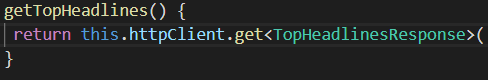 getTopHeadlines() {
return this.httpClient.get<TopHeadlinesResponse>(
}